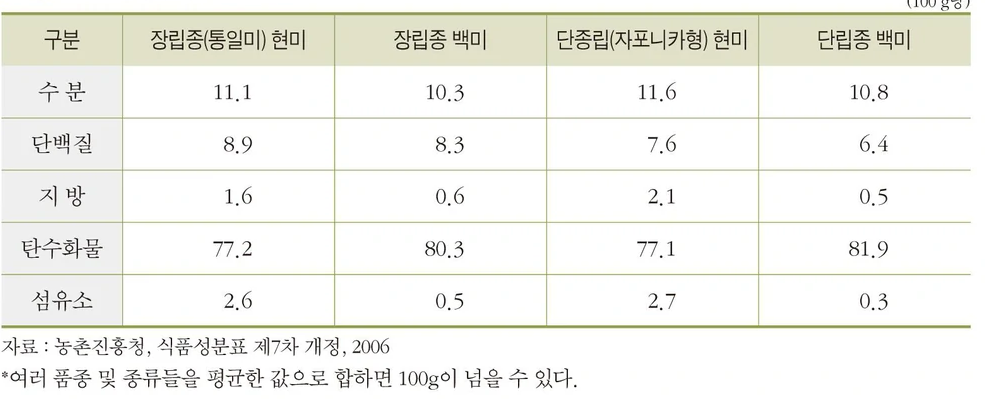 (100 g당)
구분 장립종(통일미) 현미 장립종 백미 단종립(자포니카형) 현미 단립종 백미
수 분 11.1 10.3 11.6 10.8
단백질 8.9 8.3 7.6 6.4
지 방 1.6 0.6 2.1 0.5
탄수화물 77.2 80.3 77.1 81.9
섬유소 2.6 0.5 2.7 0.3
자료 : 농촌진흥청, 식품성분표 제7차 개정, 2006
*여러 품종 및 종류들을 평균한 값으로 합하면 100g이 넘을 수 있다.